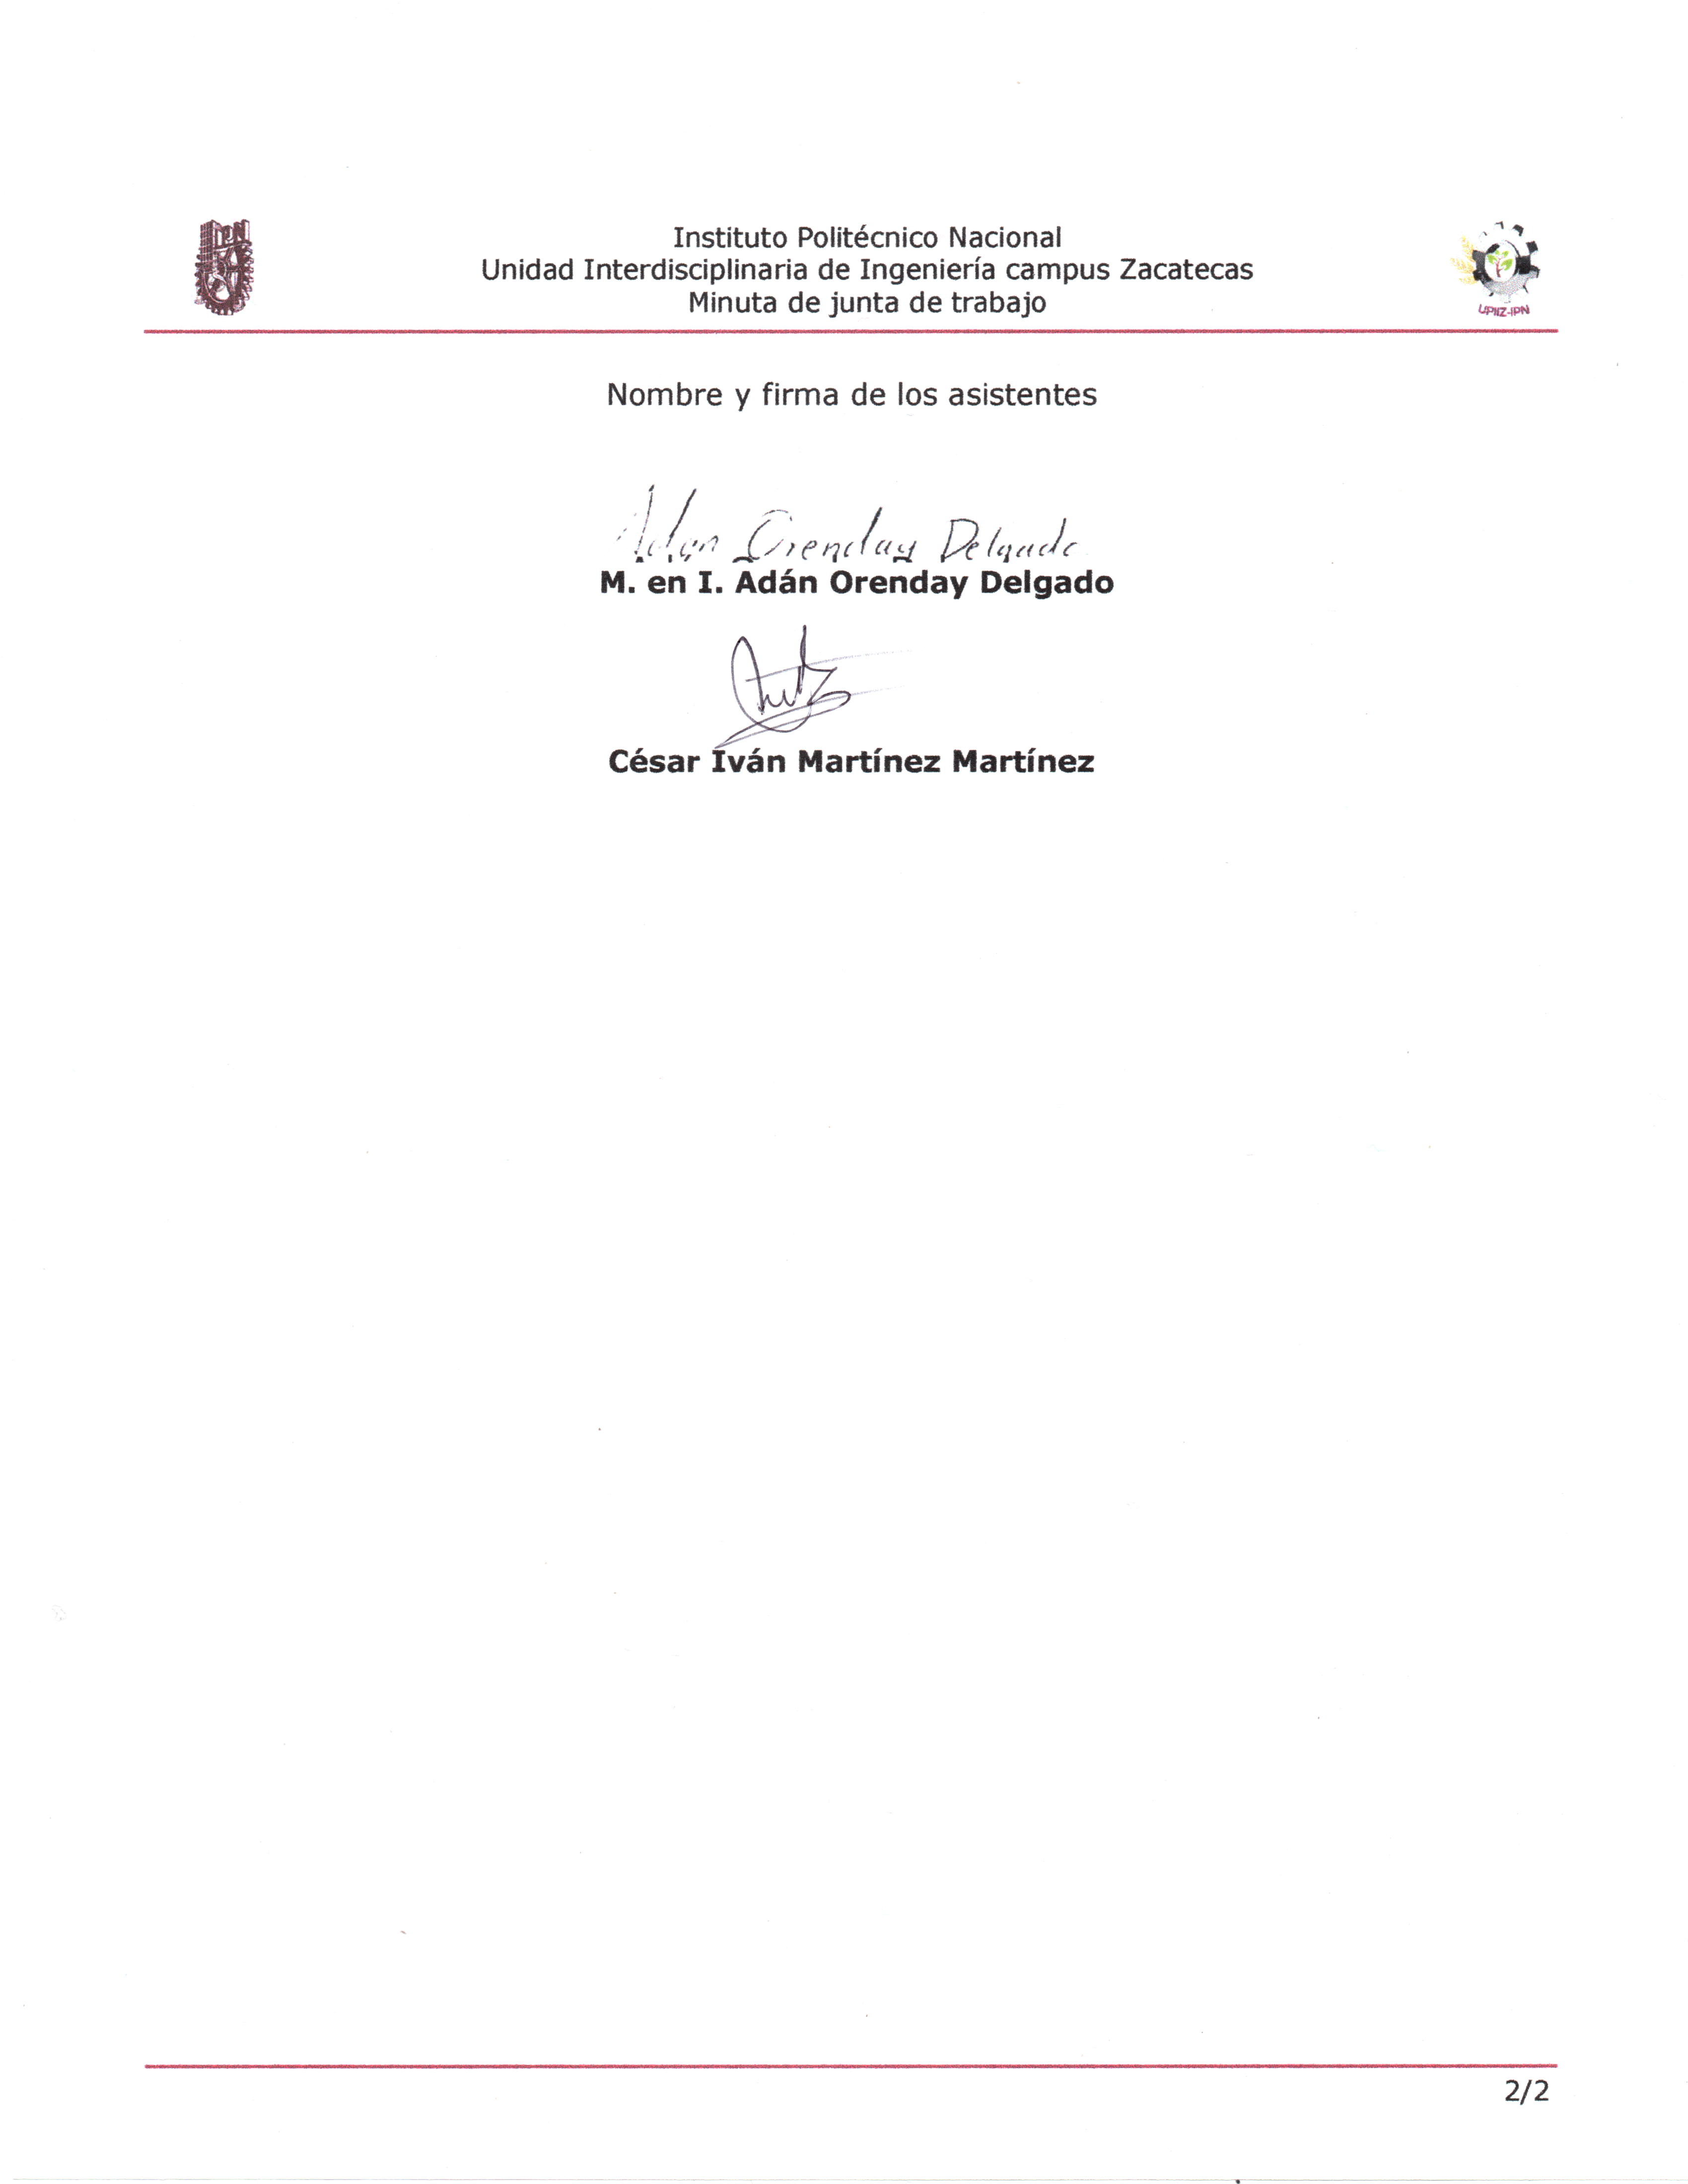 Instituto Politécnico Nacional
Unidad Interdisciplinaria de Ingeniería campus Zacatecas
Minuta de junta de trabajo
UPIIZ-IPN
Nombre y firma de los asistentes
Adan Orenday Delgado
M. en I. Adán Orenday Delgado
César Iván Martínez Martínez
2/2